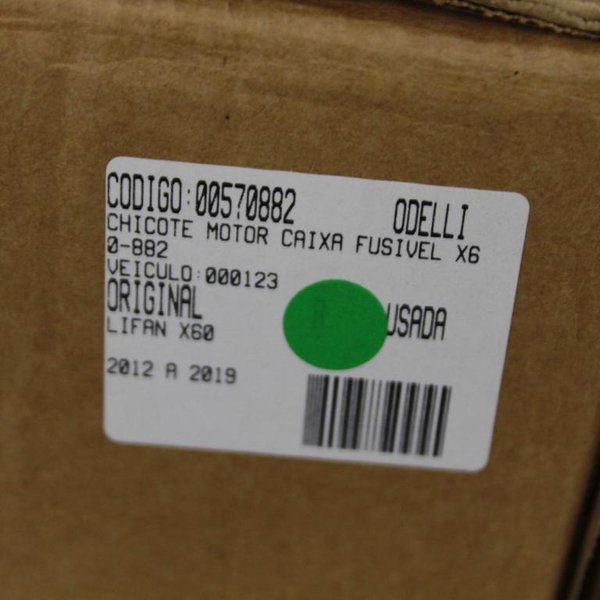 CODIGO:00570882 ODELLI
CHICOTE MOTOR CAIXA FUSIVEL X6
0-882
VEICULO:000123
ORIGINAL USADA
LIFAN X60
2012 A 2019